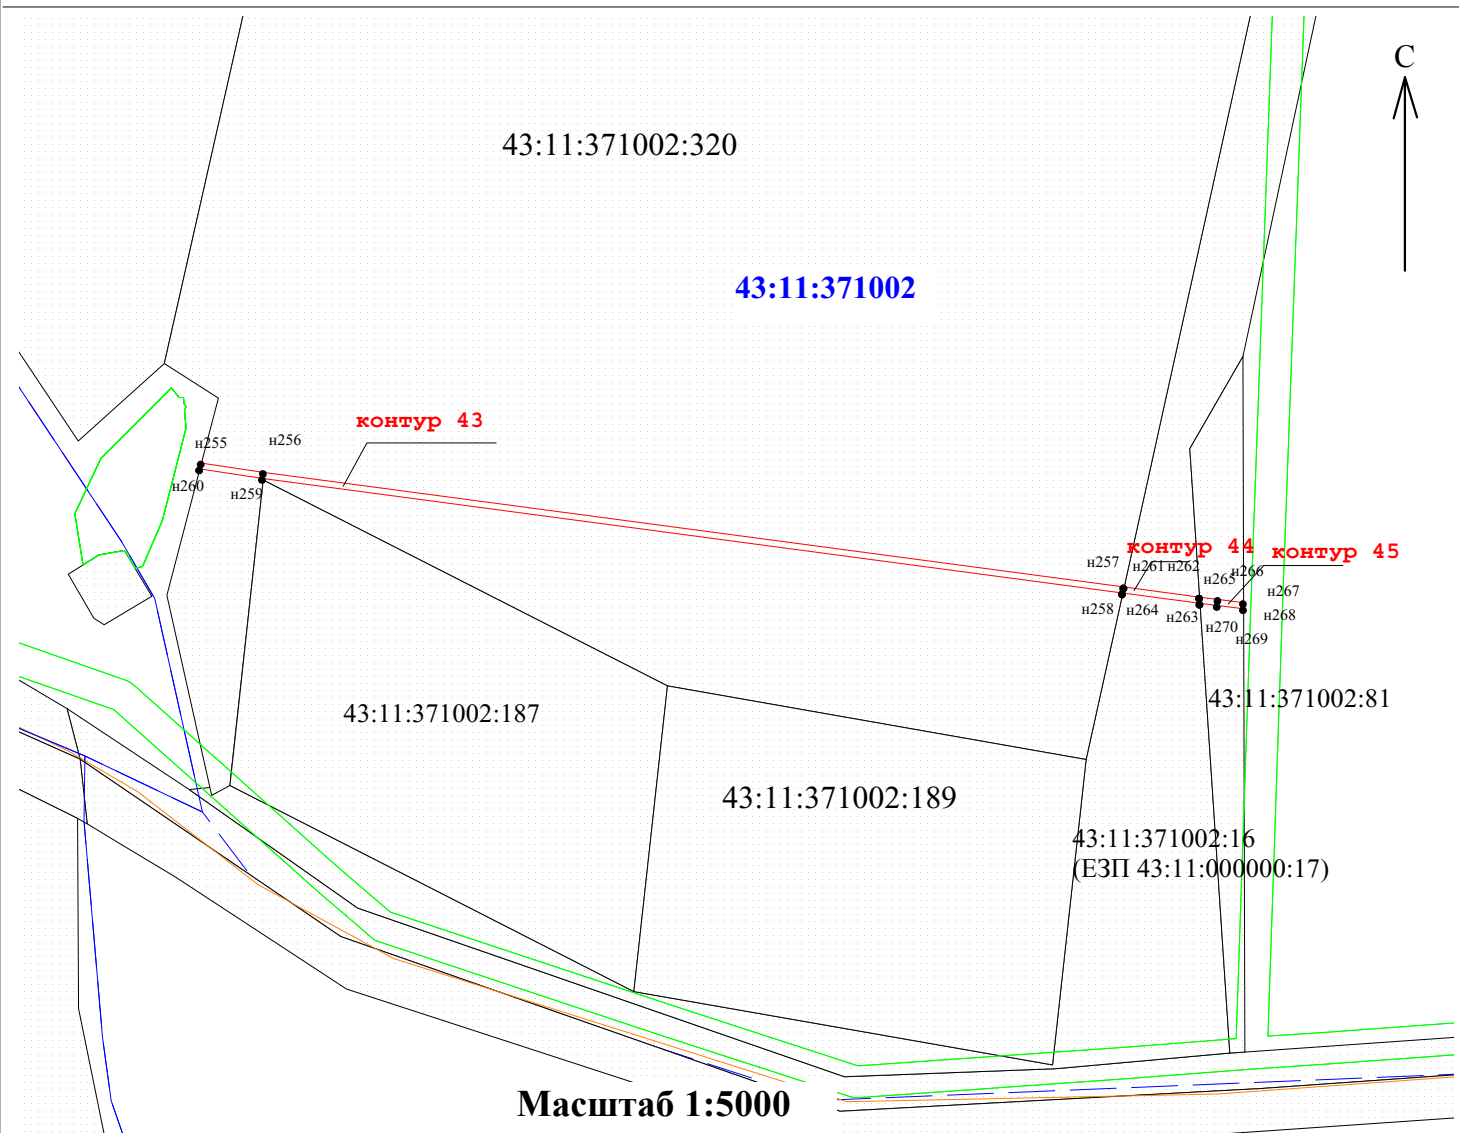 С
43:11:371002:320
43:11:371002
контур 43
н255
н256
н260
н259
контур 44
контур 45
н257
н261
н262
н265
н266
н267
н258
н264
н263
н270
н268
н269
43:11:371002:81
43:11:371002:187
43:11:371002:189
43:11:371002:16
(ЕЗП 43:11:000000:17)
Масштаб 1:5000